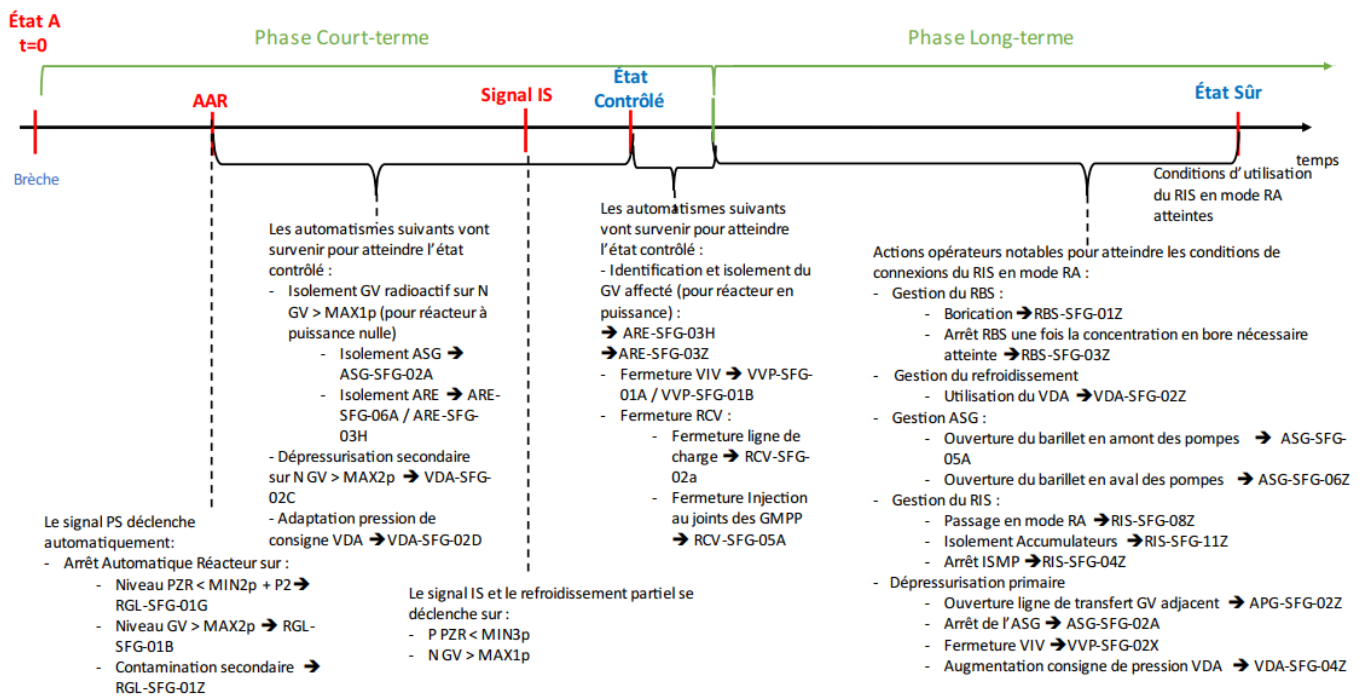 État A
t=0
Phase Court-terme
Phase Long-terme
AAR
Signal IS
État
Contrôlé
État Sûr
temps
Brèche
Conditions d'utilisation
du RIS en mode RA
atteintes
Les automatismes suivants vont
survenir pour atteindre l'état
contrôlé :
- Isolement GV radioactif sur N
GV > MAX1p (pour réacteur à
puissance nulle)
- Isolement ASG ➔
ASG-SFG-02A
- Isolement ARE ➔ ARE-
SFG-06A / ARE-SFG-
03H
- Dépressurisation secondaire
sur N GV > MAX2p ➔ VDA-SFG-
02C
- Adaptation pression de
consigne VDA ➔VDA-SFG-02D
Les automatismes suivants
vont survenir pour atteindre
l'état contrôlé :
- Identification et isolement du
GV affecté (pour réacteur en
puissance) :
➔ ARE-SFG-03H
➔ARE-SFG-03Z
- Fermeture VIV ➔ VVP-SFG-
01A / VVP-SFG-01B
- Fermeture RCV :
- Fermeture ligne de
charge ➔ RCV-SFG-
02a
- Fermeture Injection
au joints des GMPP
➔ RCV-SFG-05A
Actions opérateurs notables pour atteindre les conditions de
connexions du RIS en mode RA :
- Gestion du RBS :
- Borication ➔RBS-SFG-01Z
- Arrêt RBS une fois la concentration en bore nécessaire
atteinte ➔RBS-SFG-03Z
- Gestion du refroidissement
- Utilisation du VDA ➔VDA-SFG-02Z
- Gestion ASG :
- Ouverture du barillet en amont des pompes ➔ ASG-SFG-
05A
- Ouverture du barillet en aval des pompes ➔ ASG-SFG-06Z
- Gestion du RIS :
- Passage en mode RA ➔RIS-SFG-08Z
- Isolement Accumulateurs ➔RIS-SFG-11Z
- Arrêt ISMP ➔RIS-SFG-04Z
- Dépressurisation primaire
- Ouverture ligne de transfert GV adjacent ➔ APG-SFG-02Z
- Arrêt de l'ASG ➔ ASG-SFG-02A
- Fermeture VIV ➔VVP-SFG-02X
- Augmentation consigne de pression VDA ➔ VDA-SFG-04Z
Le signal PS déclenche
automatiquement:
- Arrêt Automatique Réacteur sur :
- Niveau PZR < MIN2p + P2 ➔
RGL-SFG-01G
- Niveau GV > MAX2p ➔ RGL-
SFG-01B
- Contamination secondaire ➔
RGL-SFG-01Z
Le signal IS et le refroidissement partiel se
déclenche sur :
- P PZR < MIN3p
- N GV > MAX1p